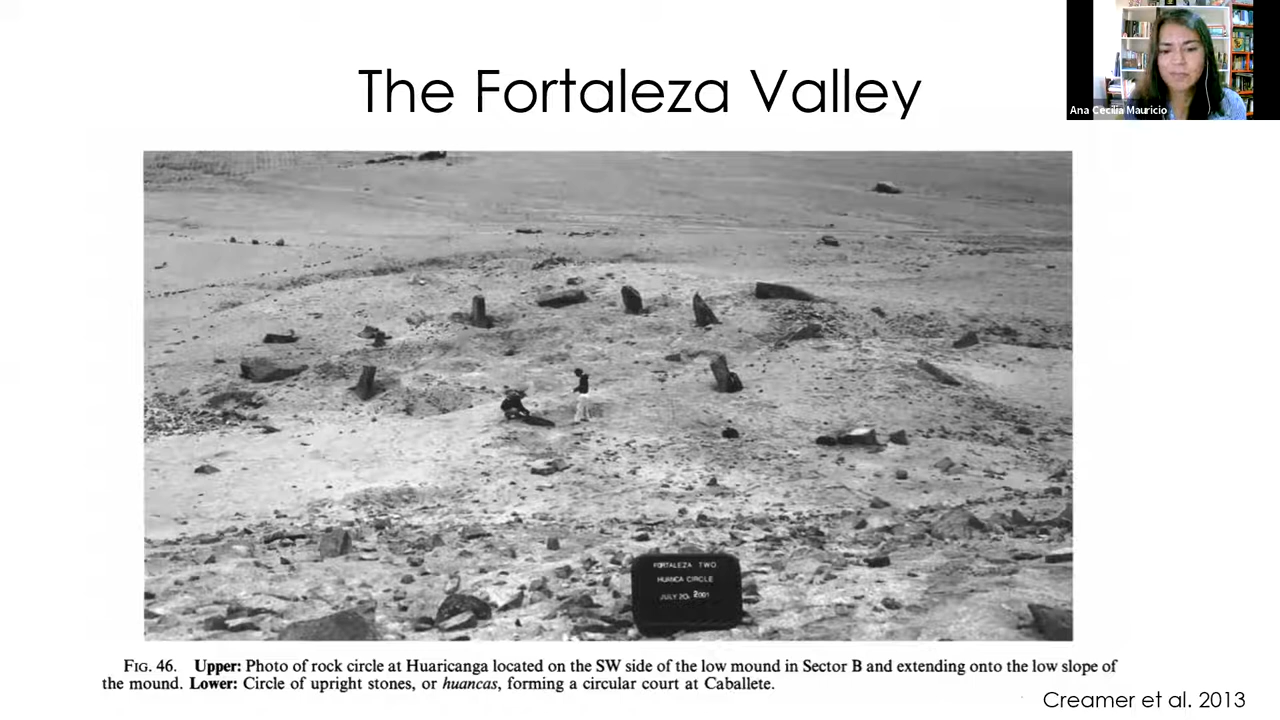 The Fortaleza Valley
Ana Cecilia Mauricio
FORTALEZA TWO
HUANCA CIRCLE
JULY 20, 2001
FIG. 46. Upper: Photo of rock circle at Huaricanga located on the SW side of the low mound in Sector B and extending onto the low slope of
the mound. Lower: Circle of upright stones, or huancas, forming a circular court at Caballete.
Creamer et al. 2013